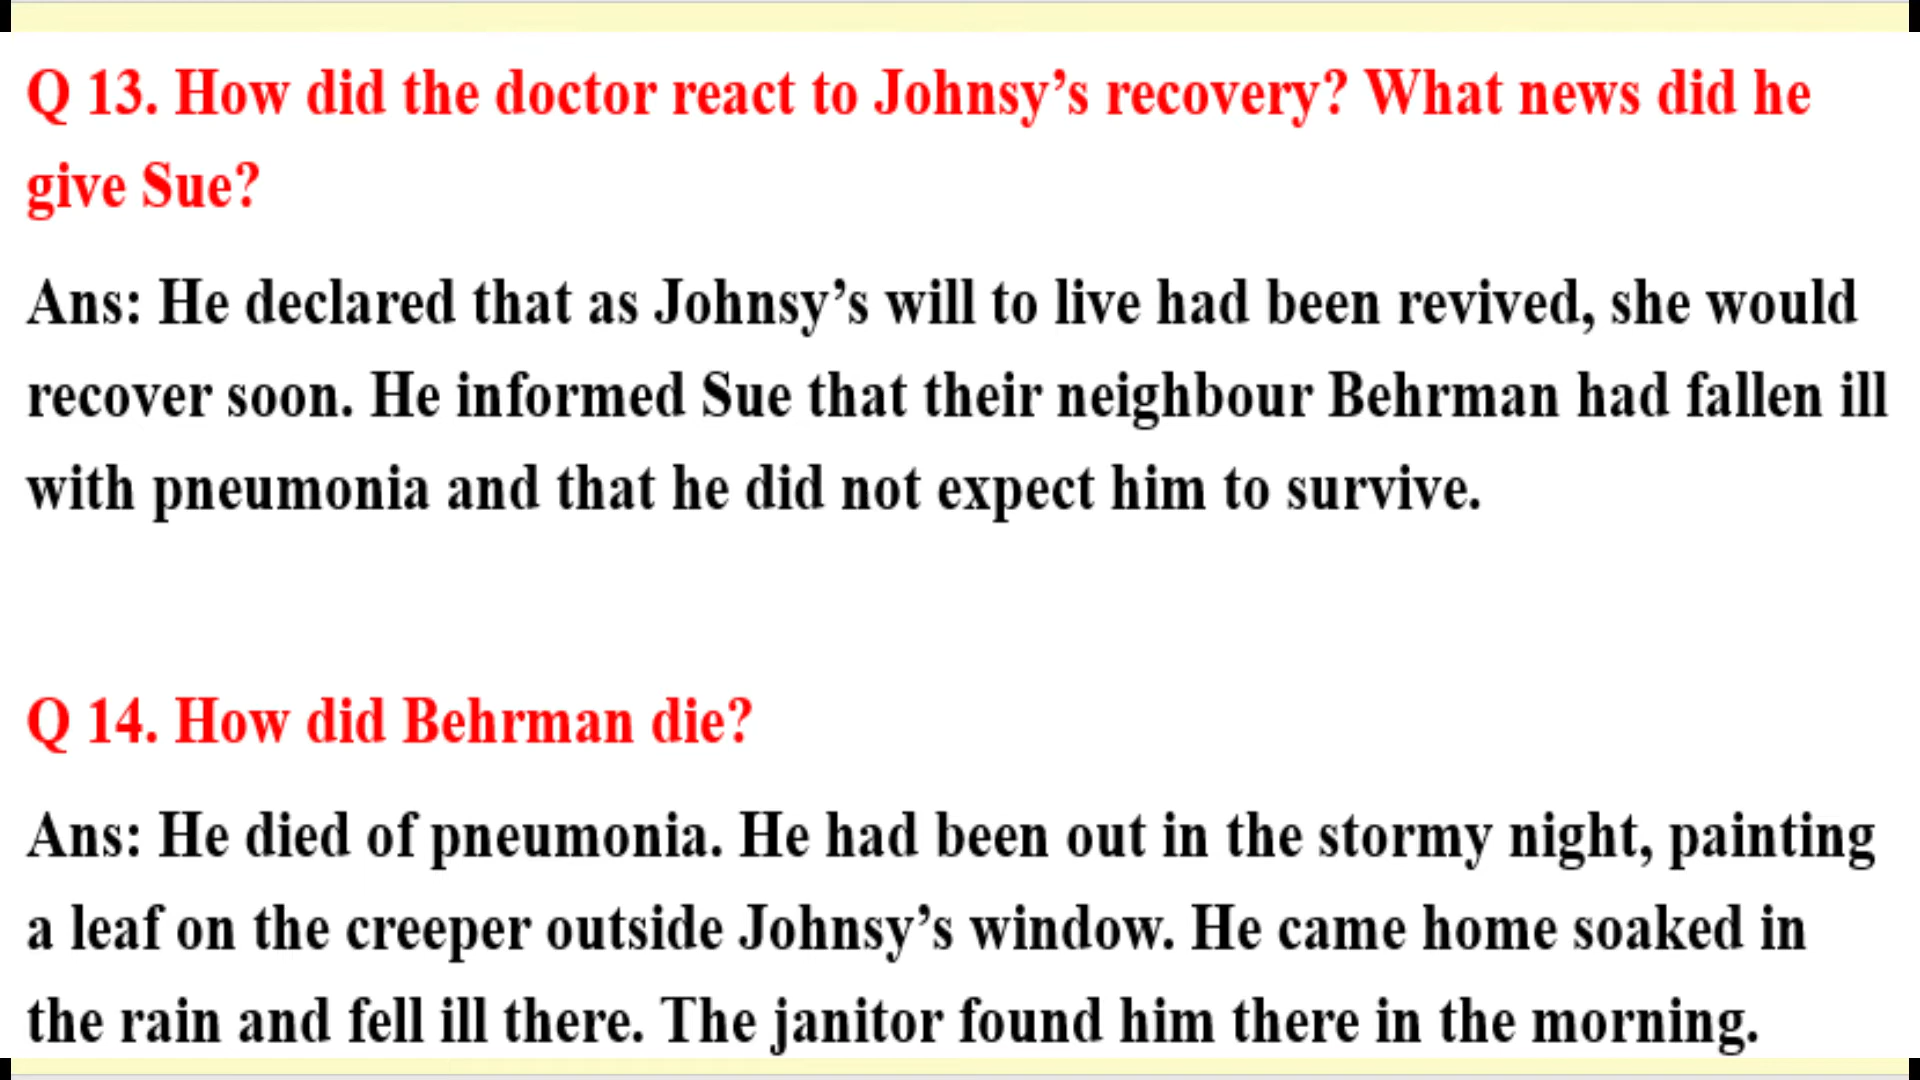 Q 13. How did the doctor react to Johnsy’s recovery? What news did he
give Sue?
Ans: He declared that as Johnsy’s will to live had been revived, she would
recover soon. He informed Sue that their neighbour Behrman had fallen ill
with pneumonia and that he did not expect him to survive.
Q 14. How did Behrman die?
Ans: He died of pneumonia. He had been out in the stormy night, painting
a leaf on the creeper outside Johnsy’s window. He came home soaked in
the rain and fell ill there. The janitor found him there in the morning.